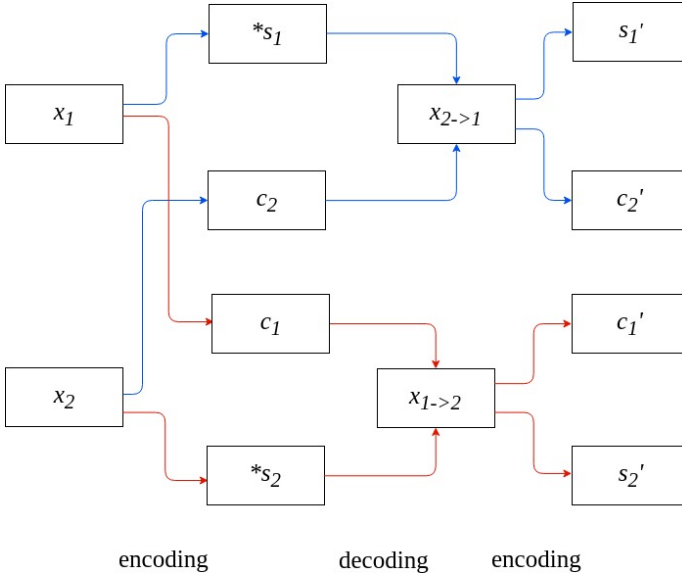 *s1
s1'
x1
x2->1
c2
c2'
c1
c1'
x2
x1->2
*s2
s2'
encoding decoding encoding